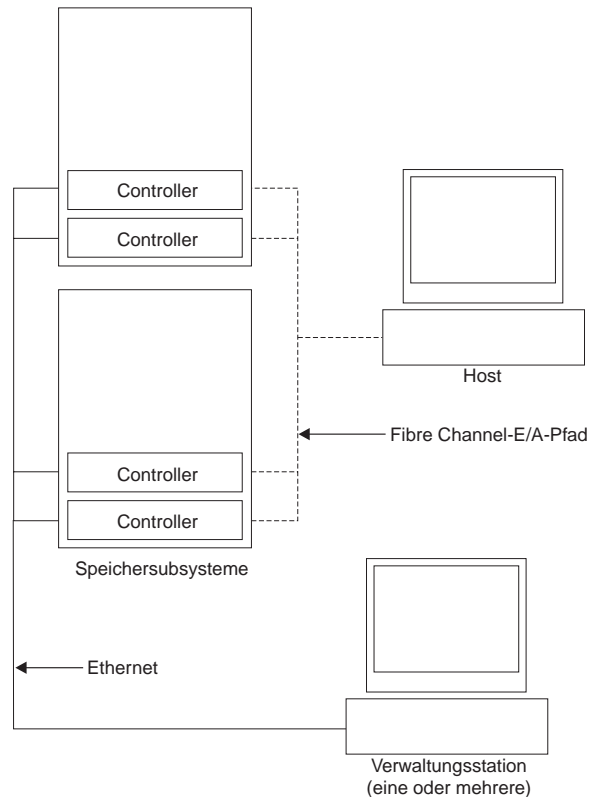 Controller
Controller
Host
Fibre Channel-E/A-Pfad
Controller
Controller
Speichersubsysteme
Ethernet
Verwaltungsstation
(eine oder mehrere)